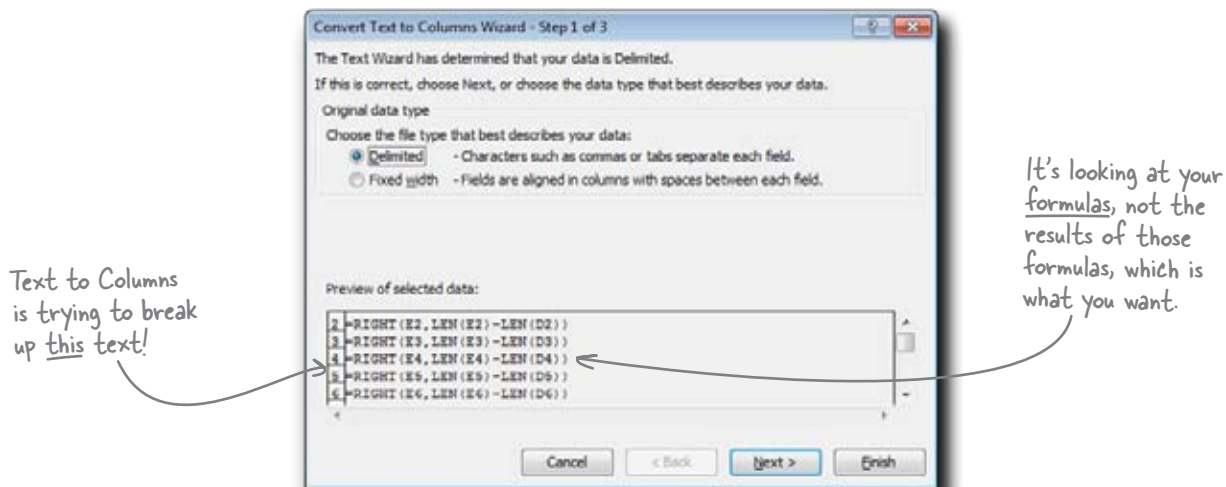 Convert Text to Columns Wizard - Step 1 of 3
The Text Wizard has determined that your data is Delimited.
If this is correct, choose Next, or choose the data type that best describes your data.
Original data type
Choose the file type that best describes your data:
Delimited - Characters such as commas or tabs separate each field.
Fixed width - Fields are aligned in columns with spaces between each field.
It's looking at your
formulas, not the
results of those
formulas, which is
what you want.
Text to Columns
is trying to break
up this text!
Preview of selected data:
2 =RIGHT(E2,LEN(E2)-LEN(D2))
3 =RIGHT(E3,LEN(E3)-LEN(D3))
4 =RIGHT(E4,LEN(E4)-LEN(D4))
5 =RIGHT(E5,LEN(E5)-LEN(D5))
6 =RIGHT(E6,LEN(E6)-LEN(D6))
Cancel < Back Next > Finish